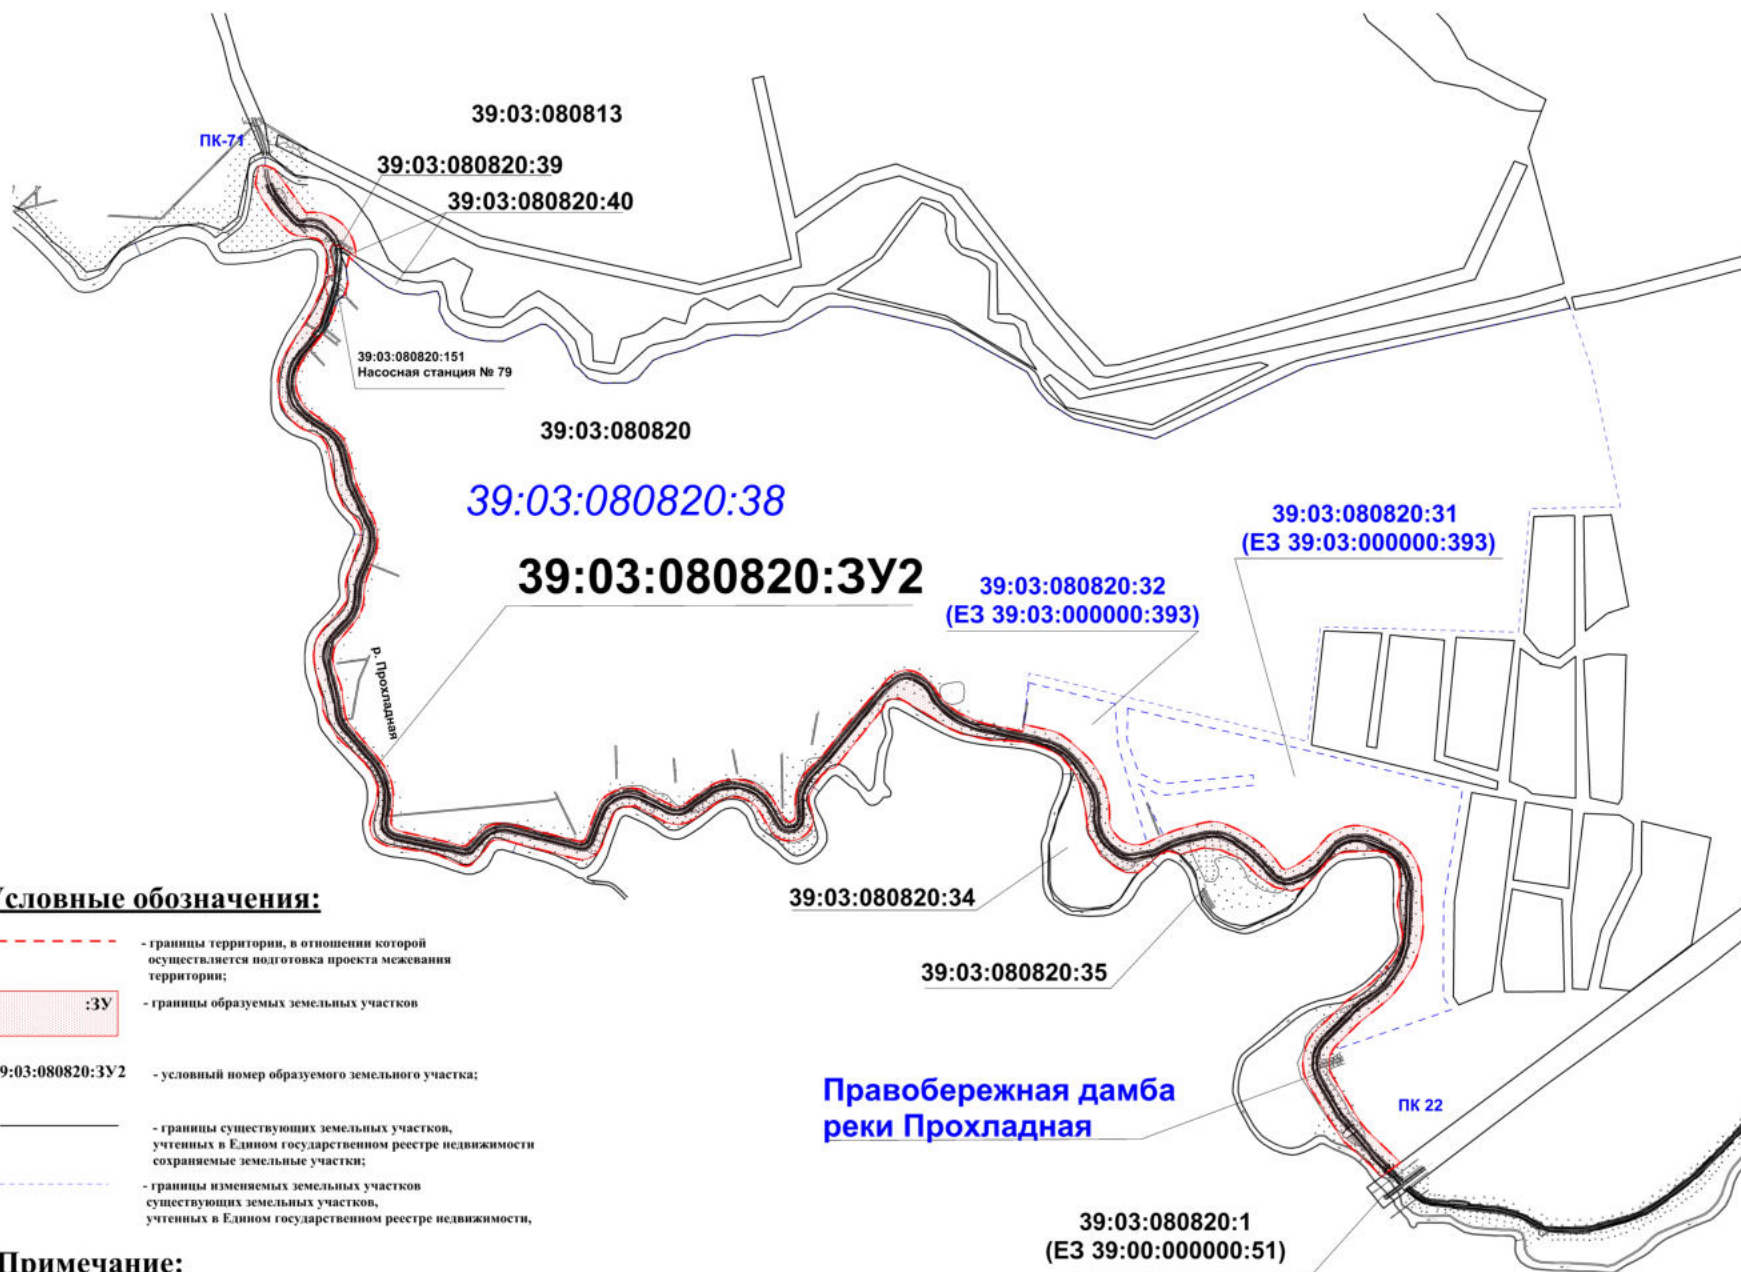 39:03:080813
ПК-71
39:03:080820:39
39:03:080820:40
39:03:080820:151
Насосная станция № 79
39:03:080820
39:03:080820:38
39:03:080820:31
(ЕЗ 39:03:000000:393)
39:03:080820:ЗУ2
39:03:080820:32
(ЕЗ 39:03:000000:393)
р. Прохладная
39:03:080820:34
39:03:080820:35
Правобережная дамба
реки Прохладная
ПК 22
39:03:080820:1
(ЕЗ 39:00:000000:51)
Условные обозначения:
- границы территории, в отношении которой
осуществляется подготовка проекта межевания
территории;
:ЗУ
- границы образуемых земельных участков
9:03:080820:ЗУ2
- условный номер образуемого земельного участка;
- границы существующих земельных участков,
учтенных в Едином государственном реестре недвижимости
сохраняемые земельные участки;
- границы изменяемых земельных участков
существующих земельных участков,
учтенных в Едином государственном реестре недвижимости,
Примечание: